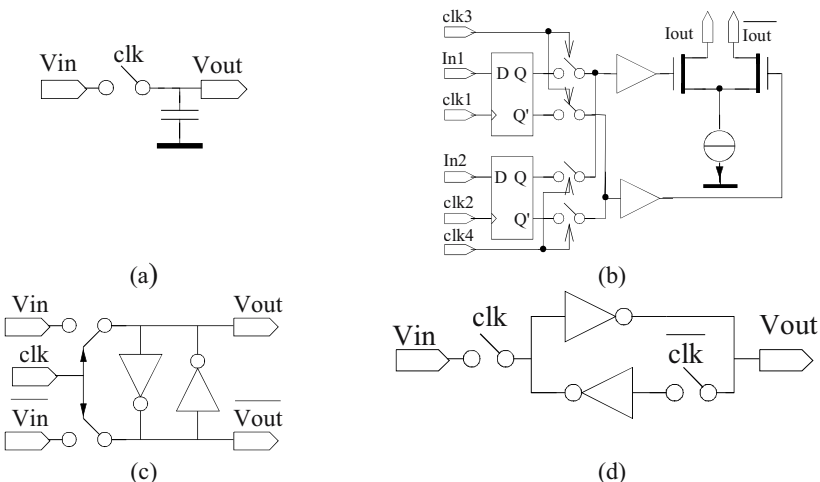 Vin
clk
Vout
(a)
clk3
In1
clk1
In2
clk2
clk4
D Q
Q'
D Q
Q'
Iout
Iout
(b)
Vin
clk
Vin
Vout
Vout
(c)
Vin
clk
clk
Vout
(d)